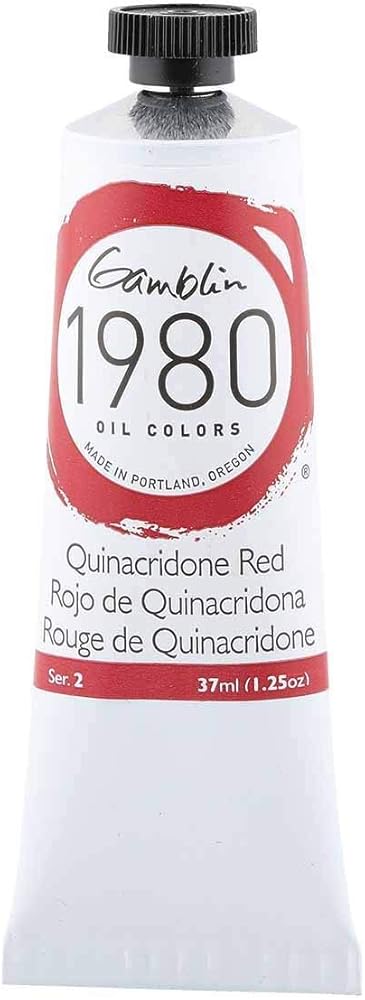 Gamblin
1980
OIL COLORS
MADE IN PORTLAND, OREGON
®
Quinacridone Red
Rojo de Quinacridona
Rouge de Quinacridone
Ser. 2 37ml (1.25oz)